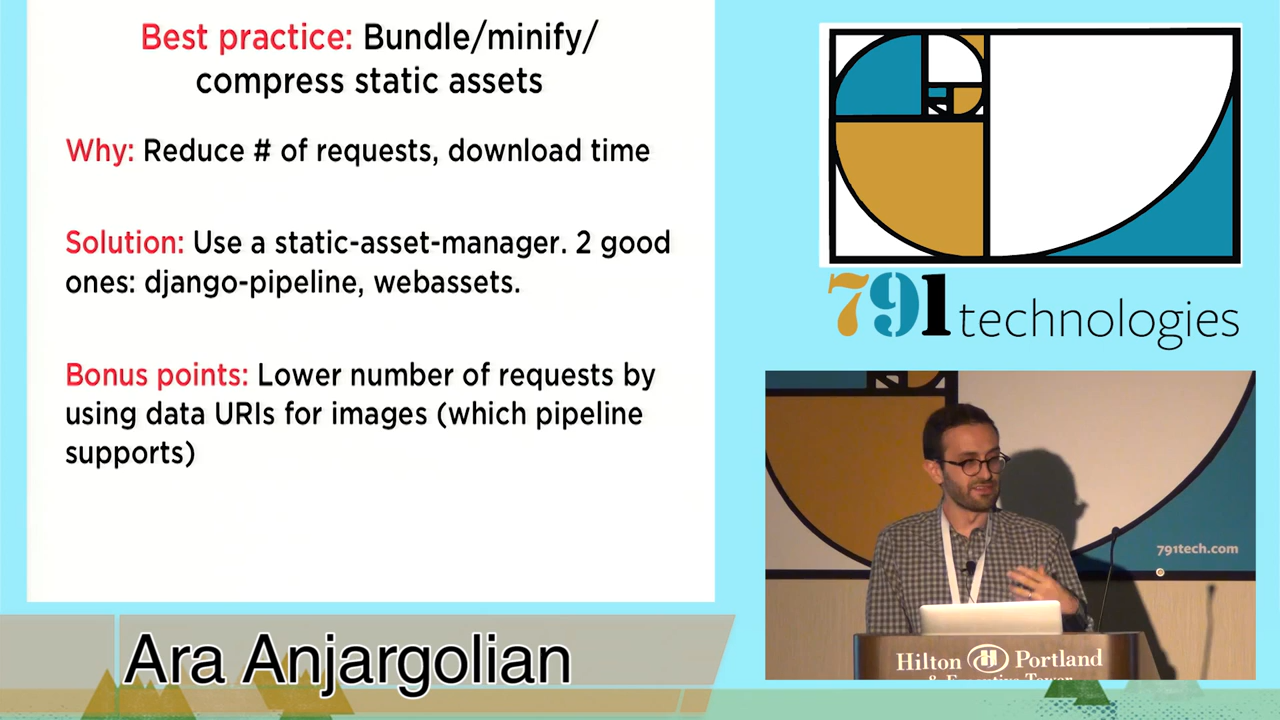 Best practice: Bundle/minify/
compress static assets
Why: Reduce # of requests, download time
Solution: Use a static-asset-manager. 2 good
ones: django-pipeline, webassets.
Bonus points: Lower number of requests by
using data URIs for images (which pipeline
supports)
791 technologies
791tech.com
Hilton H Portland
& Executive Tower
Ara Anjargolian